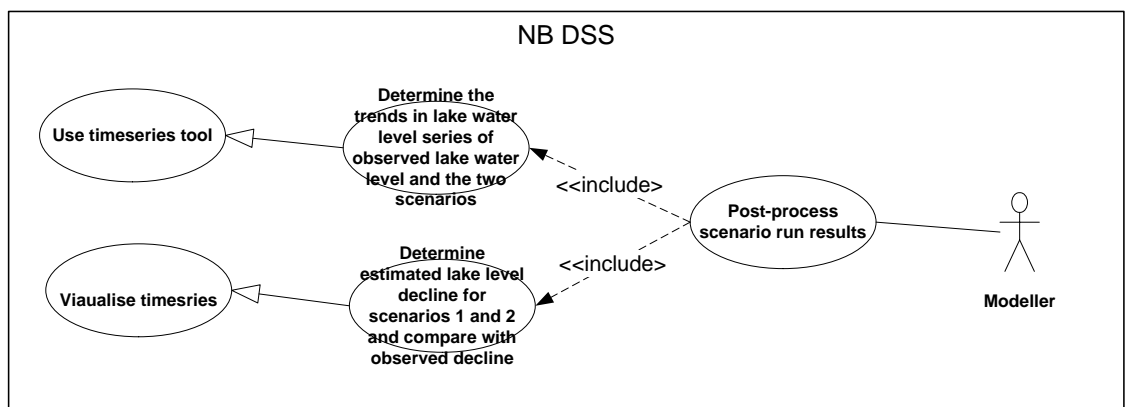 NB DSS
Use timeseries tool
Determine the
trends in lake water
level series of
observed lake water
level and the two
scenarios
<<include>
Post-process
scenario run results
<<include>
Viaualise timesries
Determine
estimated lake level
decline for
scenarios 1 and 2
and compare with
observed decline
Modeller